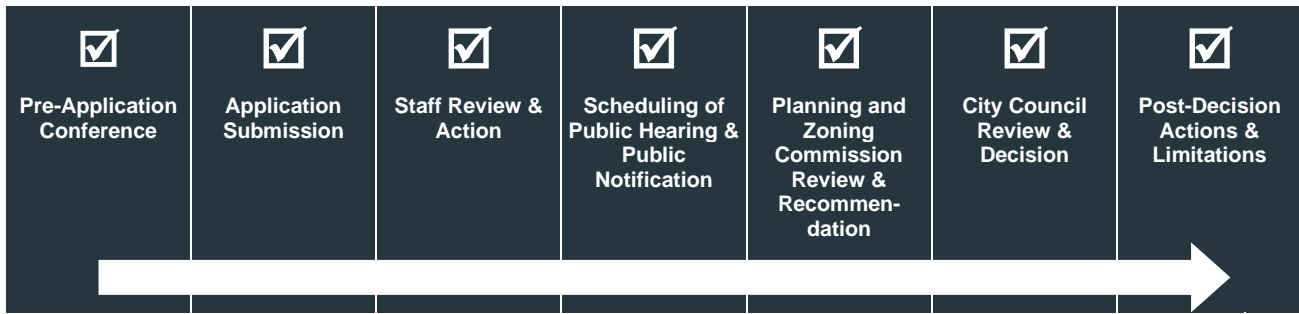 Pre-Application
Conference
Application
Submission
Staff Review &
Action
Scheduling of
Public Hearing &
Public
Notification
Planning and
Zoning
Commission
Review &
Recommen-
dation
City Council
Review &
Decision
Post-Decision
Actions &
Limitations